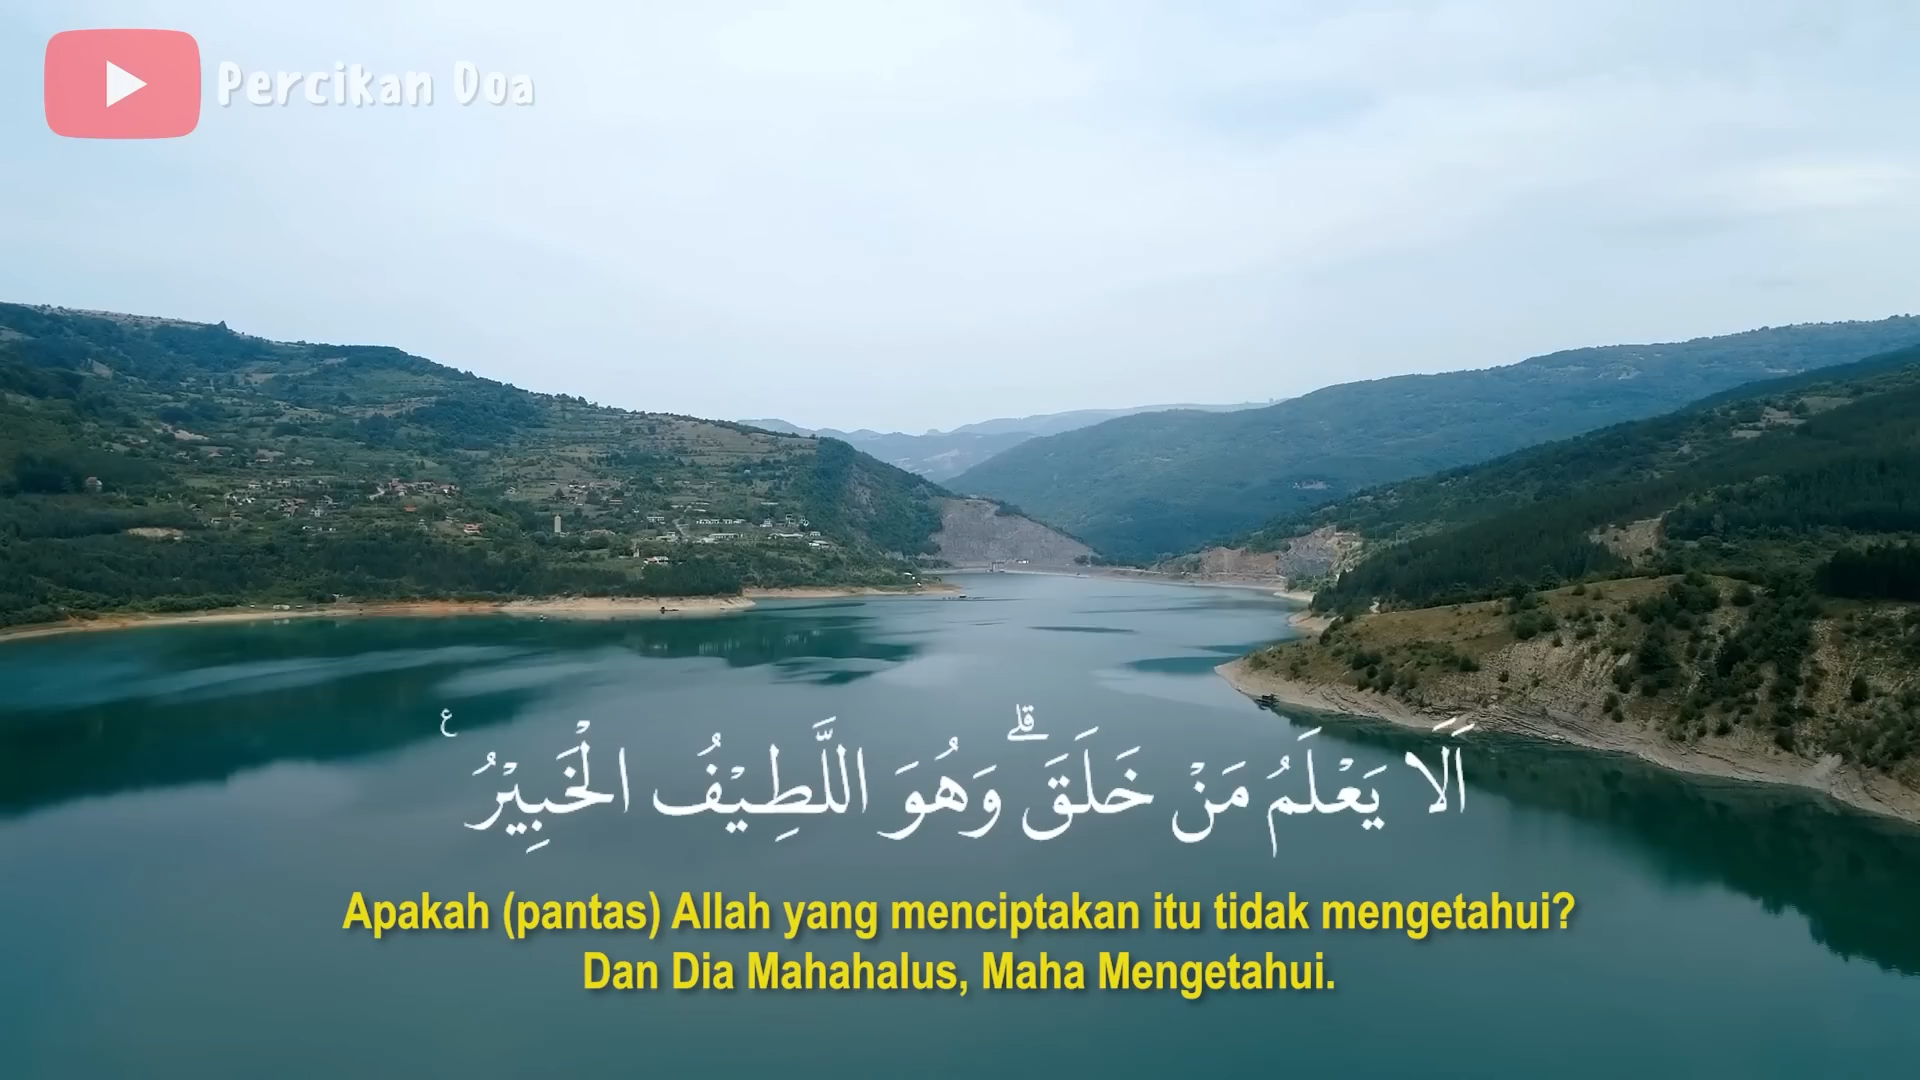 Percikan Doa
اَلَا يَعْلَمُ مَنْ خَلَقَۗ وَهُوَ اللَّطِيْفُ الْخَبِيْرُ ࣖ
Apakah (pantas) Allah yang menciptakan itu tidak mengetahui?
Dan Dia Mahahalus, Maha Mengetahui.